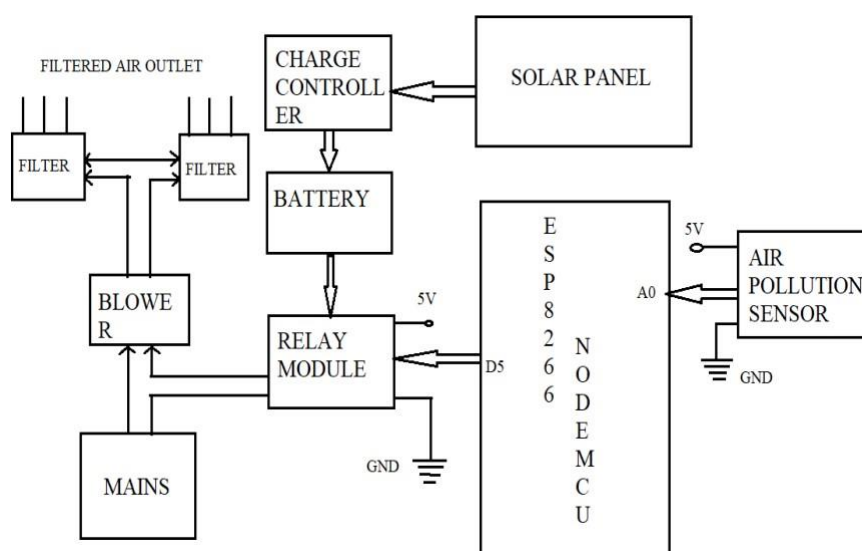 FILTERED AIR OUTLET
FILTER
FILTER
CHARGE
CONTROLL
ER
SOLAR PANEL
BATTERY
BLOWE
R
RELAY
MODULE
5V
GND
MAINS
D5
E
S
P
8
2
6
6
N
O
D
E
M
C
U
A0
5V
AIR
POLLUTION
SENSOR
GND